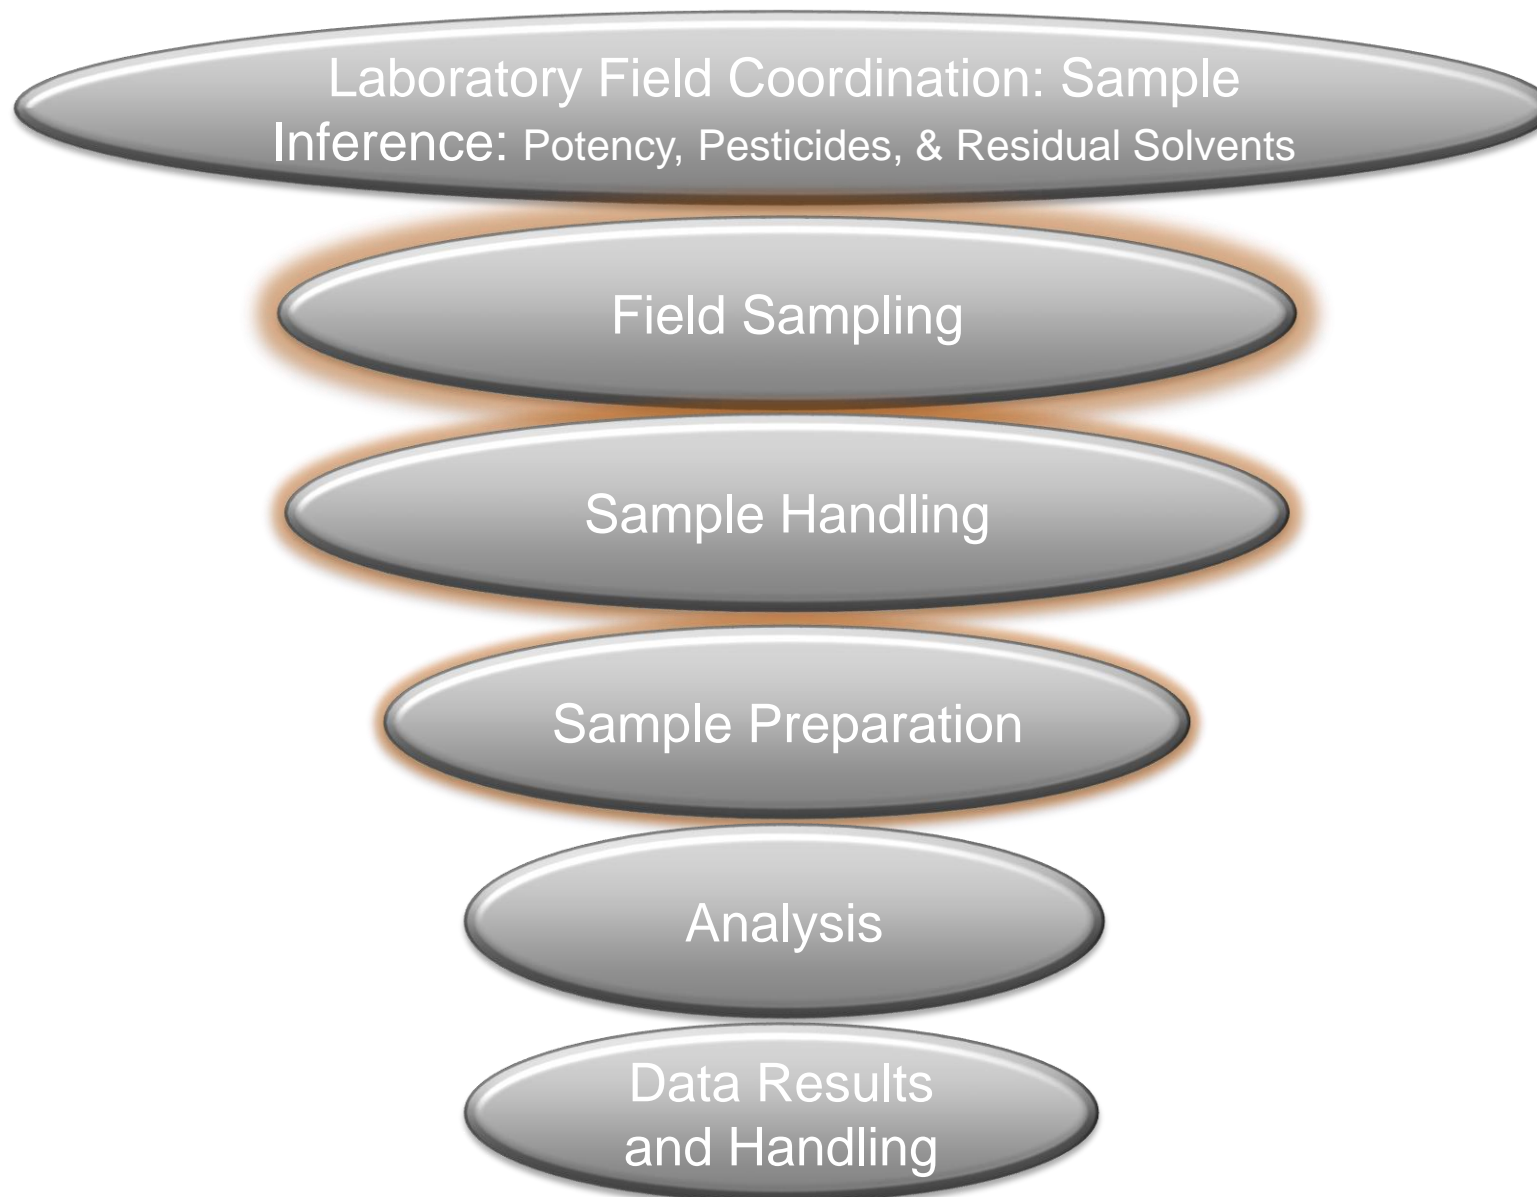 Laboratory Field Coordination: Sample
Inference: Potency, Pesticides, & Residual Solvents
Field Sampling
Sample Handling
Sample Preparation
Analysis
Data Results
and Handling